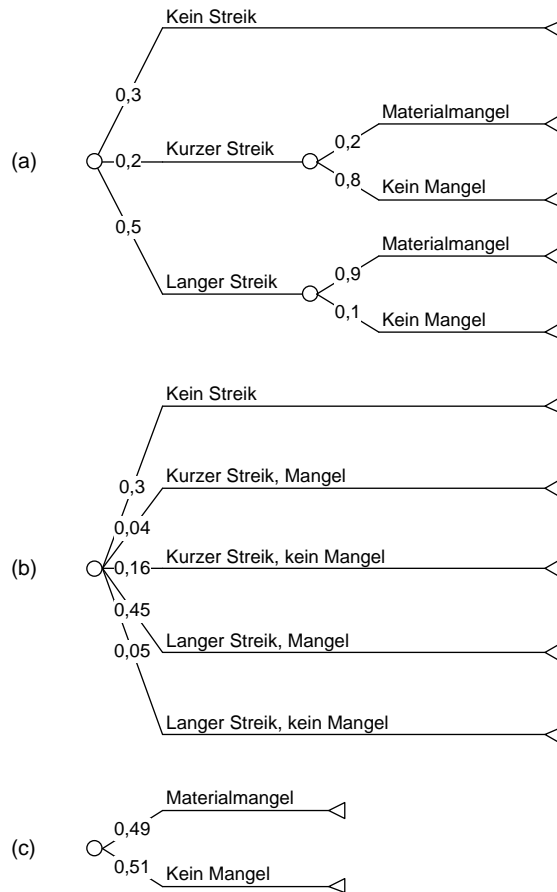 Kein Streik
0,3
Materialmangel
0,2
(a)
0,2
Kurzer Streik
0,8
Kein Mangel
0,5
Materialmangel
0,9
Langer Streik
0,1
Kein Mangel
Kein Streik
0,3
Kurzer Streik, Mangel
0,04
(b)
0,16
Kurzer Streik, kein Mangel
0,45
Langer Streik, Mangel
0,05
Langer Streik, kein Mangel
Materialmangel
0,49
(c)
0,51
Kein Mangel